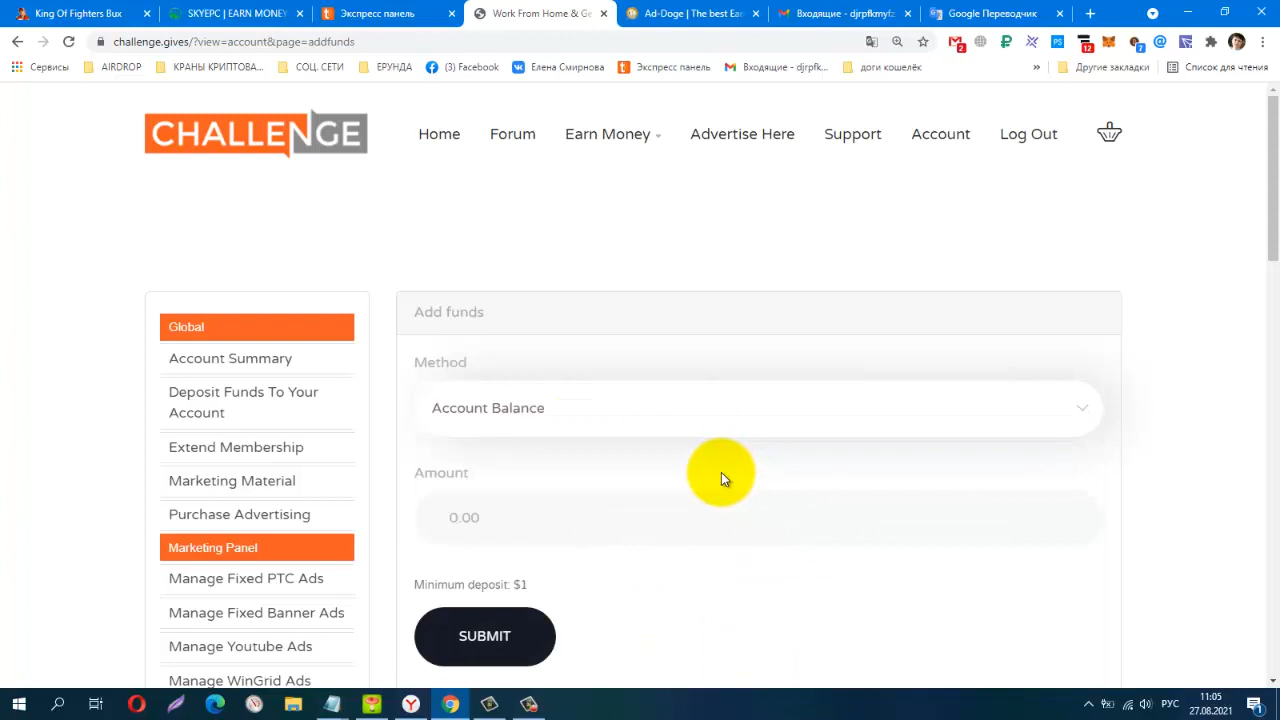 King Of Fighters Bux
SKYEPC | EARN MONEY
Экспресс панель
Work From Home & Ge
Ad-Doge | The best Ea
Входящие - djrpfkmyfz
Google Переводчик
challenge.gives/?view=account&page=addfunds
2
12
7
Сервисы
AIRDROP
КРАНЫ КРИПТОВА...
СОЦ. СЕТИ
ЕРУНДА
(3) Facebook
Елена Смирнова
Экспресс панель
Входящие - djrpfk...
доги кошелёк
»
Другие закладки
Список для чтения
CHALLENGE
Home
Forum
Earn Money
Advertise Here
Support
Account
Log Out
Global
Account Summary
Deposit Funds To Your
Account
Extend Membership
Marketing Material
Purchase Advertising
Marketing Panel
Manage Fixed PTC Ads
Manage Fixed Banner Ads
Manage Youtube Ads
Manage WinGrid Ads
Add funds
Method
Account Balance
Amount
0.00
Minimum deposit: $1
SUBMIT
РУС
11:05
27.08.2021